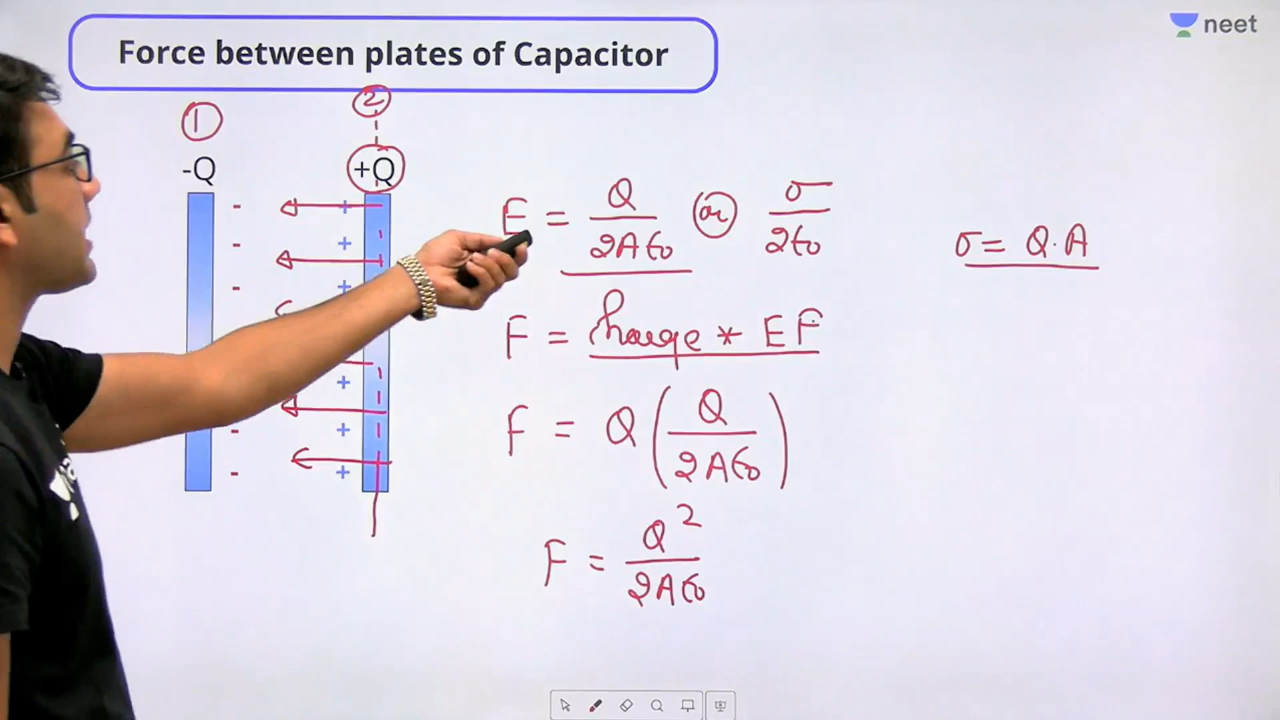 Force between plates of Capacitor
neet
① ②
-Q +Q
E = Q/2Aε₀ or σ/2ε₀
σ = Q·A
F = charge * EF
F = Q(Q/2Aε₀)
F = Q²/2Aε₀